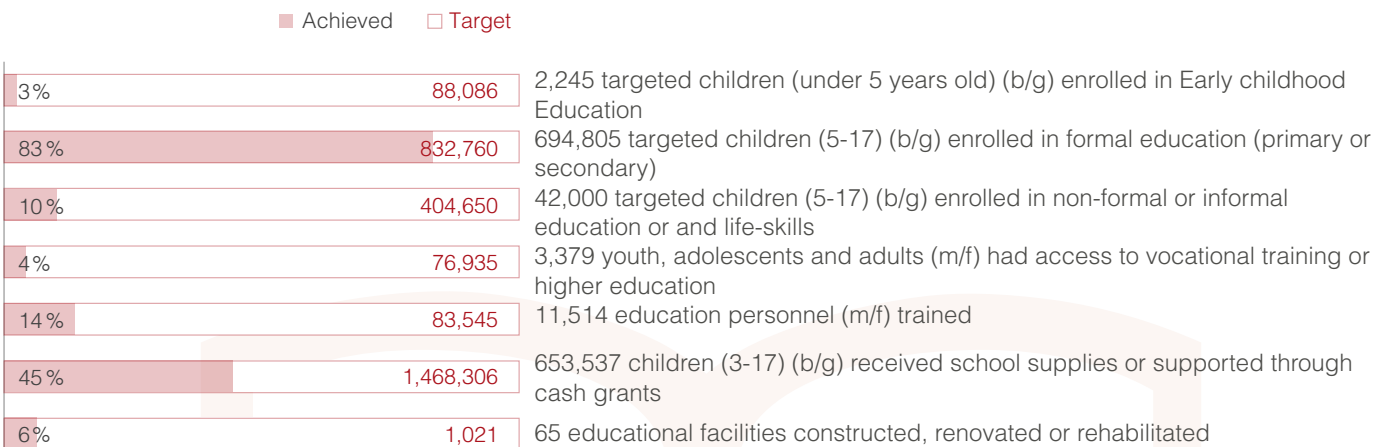 Achieved Target
3% 88,086 2,245 targeted children (under 5 years old) (b/g) enrolled in Early childhood
Education
83% 832,760 694,805 targeted children (5-17) (b/g) enrolled in formal education (primary or
secondary)
10% 404,650 42,000 targeted children (5-17) (b/g) enrolled in non-formal or informal
education or and life-skills
4% 76,935 3,379 youth, adolescents and adults (m/f) had access to vocational training or
higher education
14% 83,545 11,514 education personnel (m/f) trained
45% 1,468,306 653,537 children (3-17) (b/g) received school supplies or supported through
cash grants
6% 1,021 65 educational facilities constructed, renovated or rehabilitated